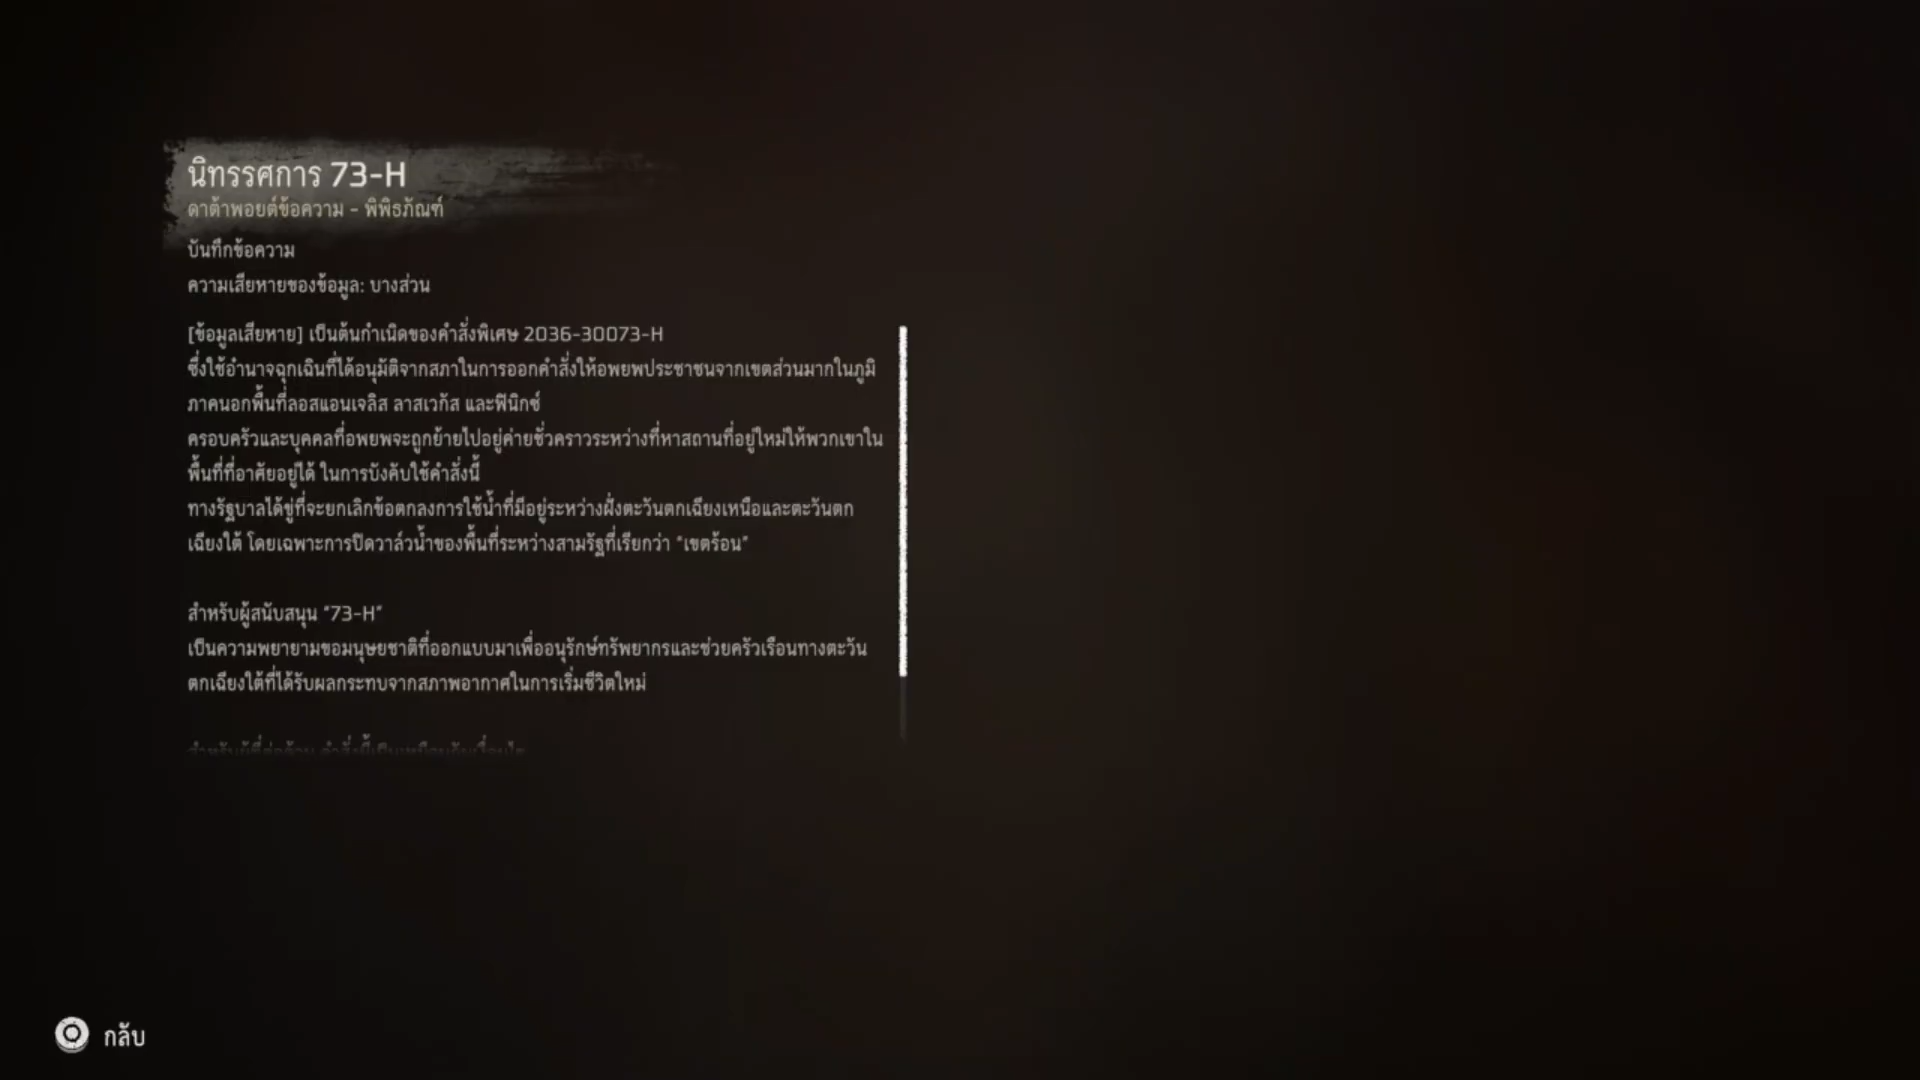 นิทรรศการ 73-H
ดาต้าพอยต์ข้อความ - พิพิธภัณฑ์
บันทึกข้อความ
ความเสียหายของข้อมูล: บางส่วน
[ข้อมูลเสียหาย] เป็นต้นกำเนิดของคำสั่งพิเศษ 2036-30073-H
ซึ่งใช้อำนาจฉุกเฉินที่ได้อนุมัติจากสภาในการออกคำสั่งให้อพยพประชาชนจากเขตส่วนมากในภูมิ
ภาคนอกพื้นที่ลอสแอนเจลิส ลาสเวกัส และฟินิกซ์
ครอบครัวและบุคคลที่อพยพจะถูกย้ายไปอยู่ค่ายชั่วคราวระหว่างที่หาสถานที่อยู่ใหม่ให้พวกเขาใน
พื้นที่ที่อาศัยอยู่ได้ ในการบังคับใช้คำสั่งนี้
ทางรัฐบาลได้ขู่ที่จะยกเลิกข้อตกลงการใช้น้ำที่มีอยู่ระหว่างฝั่งตะวันตกเฉียงเหนือและตะวันตก
เฉียงใต้ โดยเฉพาะการปิดวาล์วน้ำของพื้นที่ระหว่างสามรัฐที่เรียกว่า "เขตร้อน"
สำหรับผู้สนับสนุน "73-H"
เป็นความพยายามขอมนุษยชาติที่ออกแบบมาเพื่ออนุรักษ์ทรัพยากรและช่วยครัวเรือนทางตะวัน
ตกเฉียงใต้ที่ได้รับผลกระทบจากสภาพอากาศในการเริ่มชีวิตใหม่
กลับ